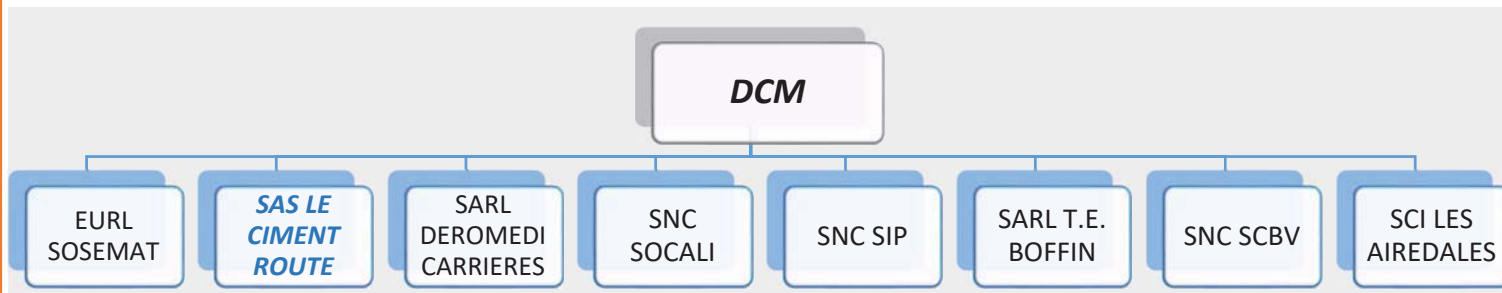 DCM
EURL
SOSEMAT
SAS LE
CIMENT
ROUTE
SARL
DEROMEDI
CARRIERES
SNC
SOCALI
SNC SIP
SARL T.E.
BOFFIN
SNC SCBV
SCI LES
AIREDALES